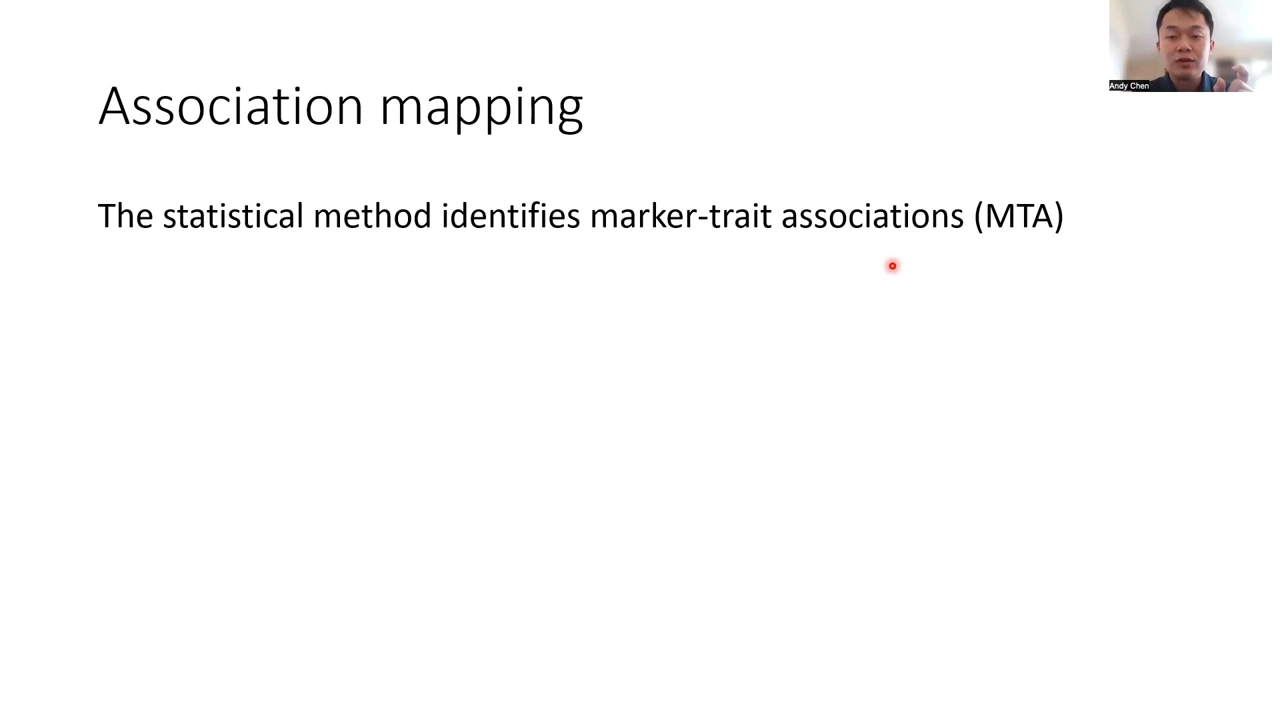 Andy Chen
Association mapping
The statistical method identifies marker-trait associations (MTA)